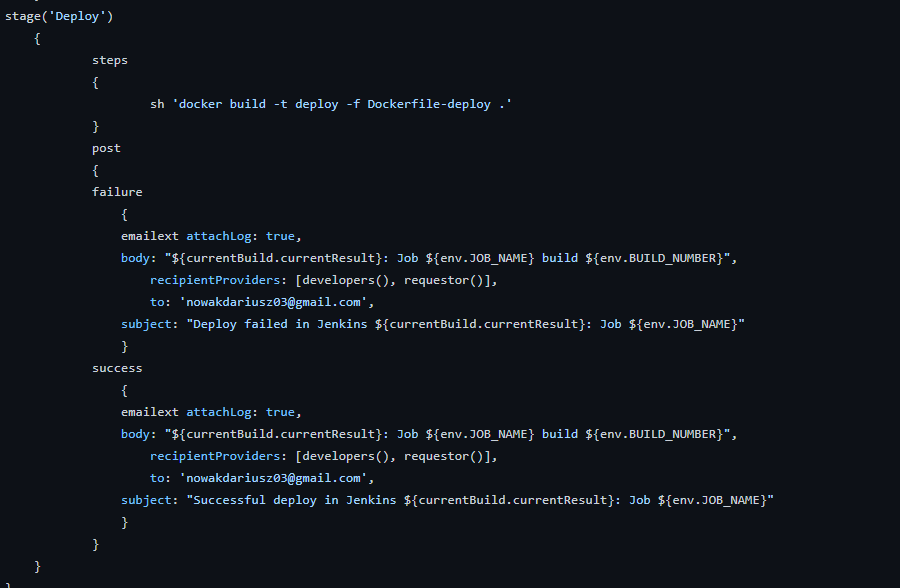 stage('Deploy')
{
steps
{
sh 'docker build -t deploy -f Dockerfile-deploy .'
}
post
{
failure
{
emailext attachLog: true,
body: "${currentBuild.currentResult}: Job ${env.JOB_NAME} build ${env.BUILD_NUMBER}",
recipientProviders: [developers(), requestor()],
to: 'nowakdariusz03@gmail.com',
subject: "Deploy failed in Jenkins ${currentBuild.currentResult}: Job ${env.JOB_NAME}"
}
success
{
emailext attachLog: true,
body: "${currentBuild.currentResult}: Job ${env.JOB_NAME} build ${env.BUILD_NUMBER}",
recipientProviders: [developers(), requestor()],
to: 'nowakdariusz03@gmail.com',
subject: "Successful deploy in Jenkins ${currentBuild.currentResult}: Job ${env.JOB_NAME}"
}
}
}